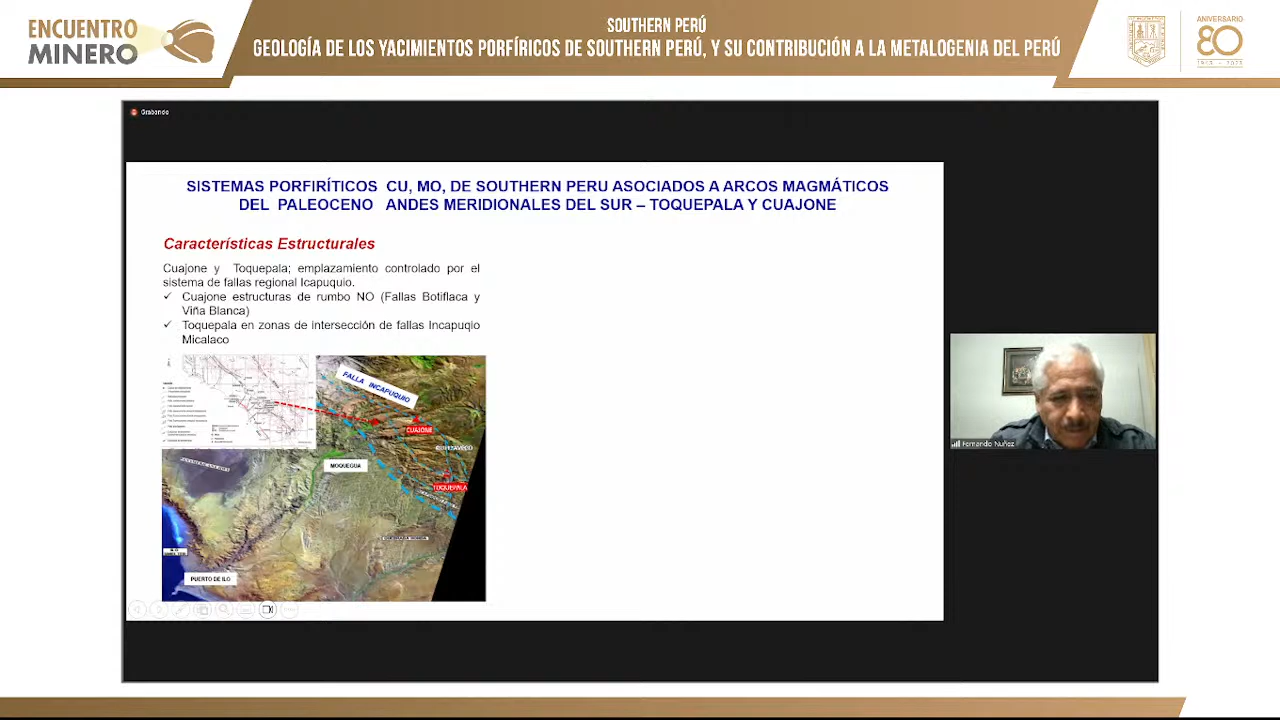 ENCUENTRO
MINERO
SOUTHERN PERÚ
GEOLOGÍA DE LOS YACIMIENTOS PORFÍRICOS DE SOUTHERN PERÚ, Y SU CONTRIBUCIÓN A LA METALOGENIA DEL PERÚ
ANIVERSARIO
80
Grabando
SISTEMAS PORFIRÍTICOS CU, MO, DE SOUTHERN PERU ASOCIADOS A ARCOS MAGMÁTICOS
DEL PALEOCENO ANDES MERIDIONALES DEL SUR – TOQUEPALA Y CUAJONE
Características Estructurales
Cuajone y Toquepala; emplazamiento controlado por el
sistema de fallas regional Icapuquio.
✓ Cuajone estructuras de rumbo NO (Fallas Botiflaca y
Viña Blanca)
✓ Toquepala en zonas de intersección de fallas Incapuqio
Micalaco
FALLA INCAPUQUIO
CUAJONE
MOQUEGUA
TOQUEPALA
PUERTO DE ILO
Fernando Nuñez